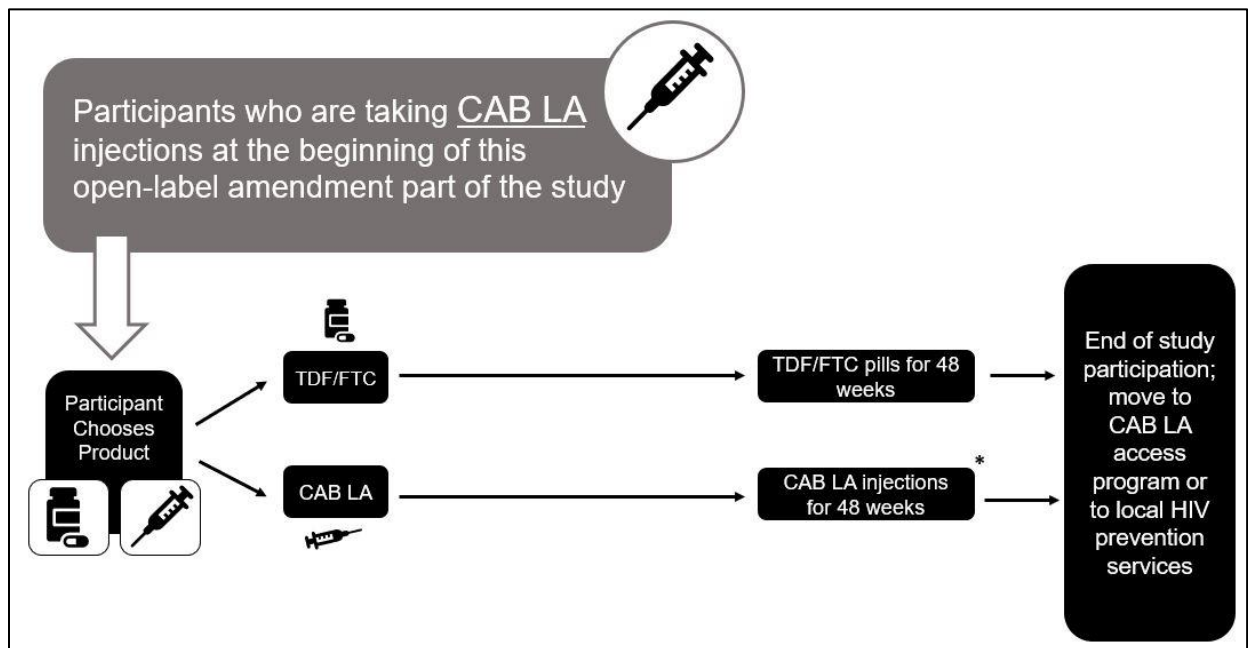 Participants who are taking CAB LA
injections at the beginning of this
open-label amendment part of the study
Participant
Chooses
Product
TDF/FTC
TDF/FTC pills for 48
weeks
CAB LA
CAB LA injections
for 48 weeks
*
End of study
participation;
move to
CAB LA
access
program or
to local HIV
prevention
services